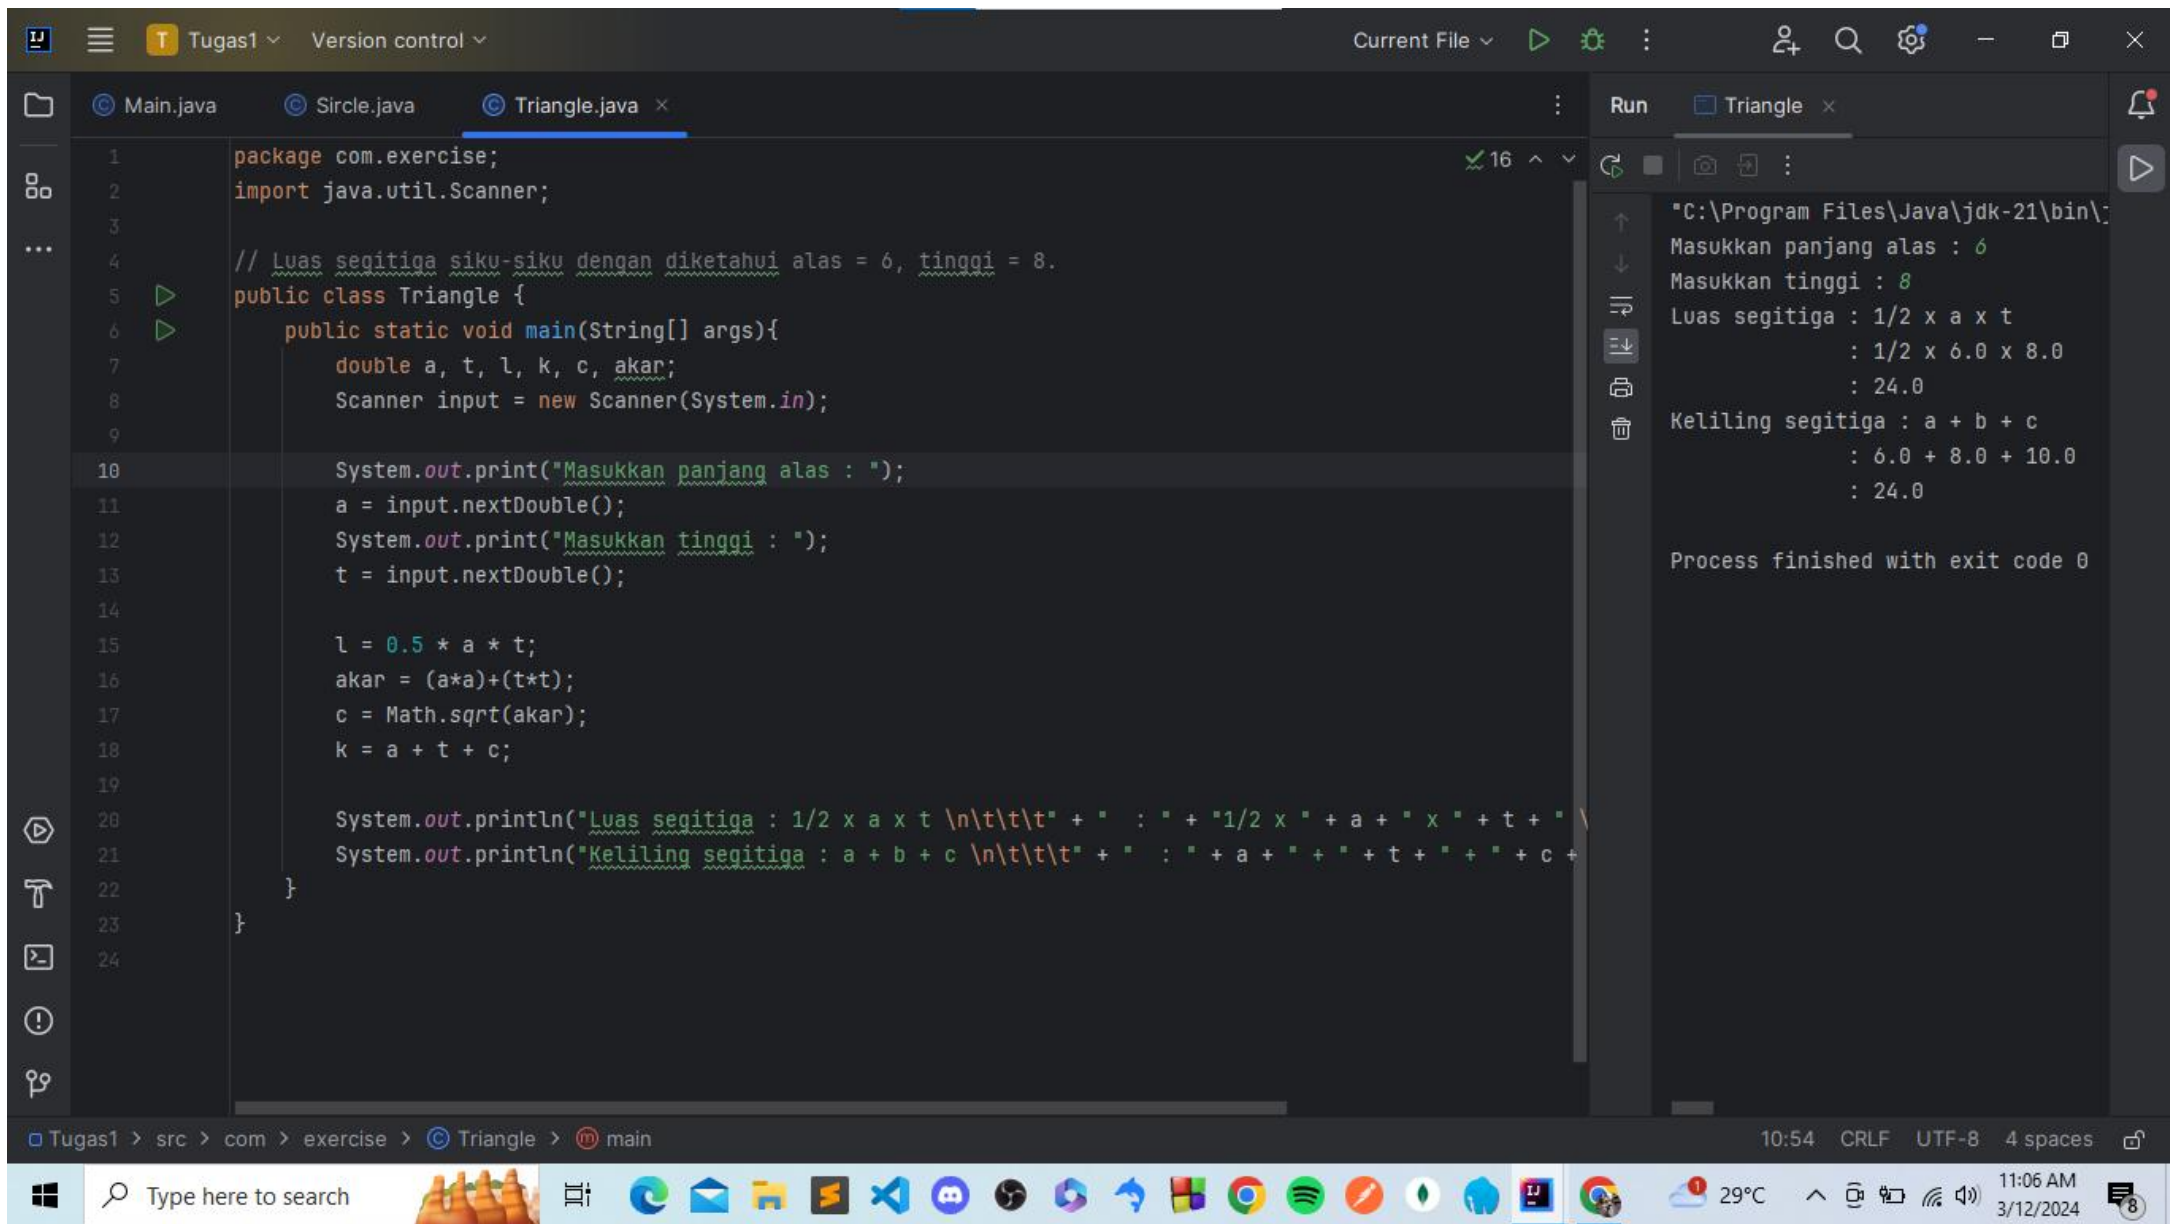 T Tugas1 Version control Current File
Main.java Sircle.java Triangle.java Run Triangle
1 package com.exercise;
2 import java.util.Scanner;
3
4 // Luas segitiga siku-siku dengan diketahui alas = 6, tinggi = 8.
5 public class Triangle {
6 public static void main(String[] args){
7 double a, t, l, k, c, akar;
8 Scanner input = new Scanner(System.in);
9
10 System.out.print("Masukkan panjang alas : ");
11 a = input.nextDouble();
12 System.out.print("Masukkan tinggi : ");
13 t = input.nextDouble();
14
15 l = 0.5 * a * t;
16 akar = (a*a)+(t*t);
17 c = Math.sqrt(akar);
18 k = a + t + c;
19
20 System.out.println("Luas segitiga : 1/2 x a x t \n\t\t\t" + "  : " + "1/2 x " + a + " x " + t + " \
21 System.out.println("Keliling segitiga : a + b + c \n\t\t\t" + "  : " + a + " + " + t + " + " + c +
22 }
23 }
24
16
"C:\Program Files\Java\jdk-21\bin\j
Masukkan panjang alas : 6
Masukkan tinggi : 8
Luas segitiga : 1/2 x a x t
: 1/2 x 6.0 x 8.0
: 24.0
Keliling segitiga : a + b + c
: 6.0 + 8.0 + 10.0
: 24.0
Process finished with exit code 0
Tugas1 > src > com > exercise > Triangle > main 10:54 CRLF UTF-8 4 spaces
Type here to search 29°C 11:06 AM
3/12/2024
8